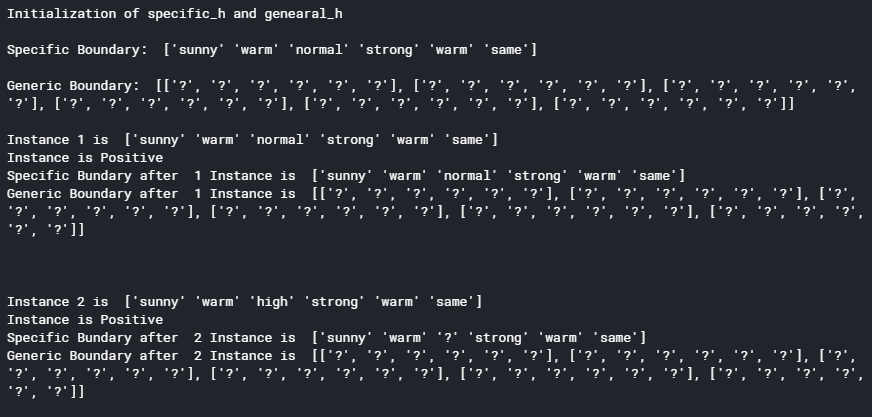 Initialization of specific_h and genearal_h
Specific Boundary:  ['sunny' 'warm' 'normal' 'strong' 'warm' 'same']
Generic Boundary:  [['?', '?', '?', '?', '?', '?'], ['?', '?', '?', '?', '?', '?'], ['?', '?', '?', '?', '?',
'?'], ['?', '?', '?', '?', '?', '?'], ['?', '?', '?', '?', '?', '?'], ['?', '?', '?', '?', '?', '?']]
Instance 1 is  ['sunny' 'warm' 'normal' 'strong' 'warm' 'same']
Instance is Positive
Specific Bundary after  1 Instance is  ['sunny' 'warm' 'normal' 'strong' 'warm' 'same']
Generic Boundary after  1 Instance is  [['?', '?', '?', '?', '?', '?'], ['?', '?', '?', '?', '?', '?'], ['?',
'?', '?', '?', '?', '?'], ['?', '?', '?', '?', '?', '?'], ['?', '?', '?', '?', '?', '?'], ['?', '?', '?', '?',
'?', '?']]
Instance 2 is  ['sunny' 'warm' 'high' 'strong' 'warm' 'same']
Instance is Positive
Specific Bundary after  2 Instance is  ['sunny' 'warm' '?' 'strong' 'warm' 'same']
Generic Boundary after  2 Instance is  [['?', '?', '?', '?', '?', '?'], ['?', '?', '?', '?', '?', '?'], ['?',
'?', '?', '?', '?', '?'], ['?', '?', '?', '?', '?', '?'], ['?', '?', '?', '?', '?', '?'], ['?', '?', '?', '?',
'?', '?']]